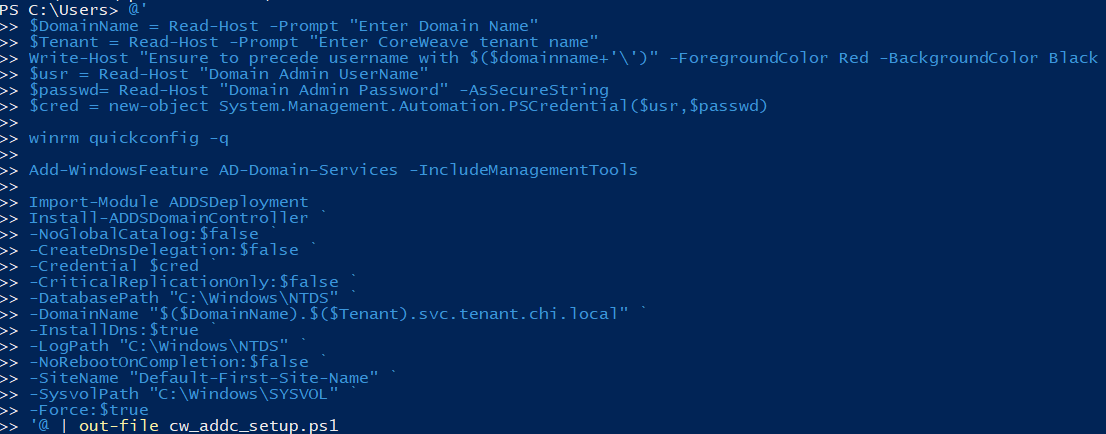 PS C:\Users> @'
>> $DomainName = Read-Host -Prompt "Enter Domain Name"
>> $Tenant = Read-Host -Prompt "Enter CoreWeave tenant name"
>> Write-Host "Ensure to precede username with $($domainname+'\')" -ForegroundColor Red -BackgroundColor Black
>> $usr = Read-Host "Domain Admin UserName"
>> $passwd= Read-Host "Domain Admin Password" -AsSecureString
>> $cred = new-object System.Management.Automation.PSCredential($usr,$passwd)
>>
>> winrm quickconfig -q
>>
>> Add-WindowsFeature AD-Domain-Services -IncludeManagementTools
>>
>> Import-Module ADDSDeployment
>> Install-ADDSDomainController `
>> -NoGlobalCatalog:$false `
>> -CreateDnsDelegation:$false `
>> -Credential $cred `
>> -CriticalReplicationOnly:$false `
>> -DatabasePath "C:\Windows\NTDS" `
>> -DomainName "$($DomainName).$($Tenant).svc.tenant.chi.local" `
>> -InstallDns:$true `
>> -LogPath "C:\Windows\NTDS" `
>> -NoRebootOnCompletion:$false `
>> -SiteName "Default-First-Site-Name" `
>> -SysvolPath "C:\Windows\SYSVOL" `
>> -Force:$true
>> '@ | out-file cw_addc_setup.ps1